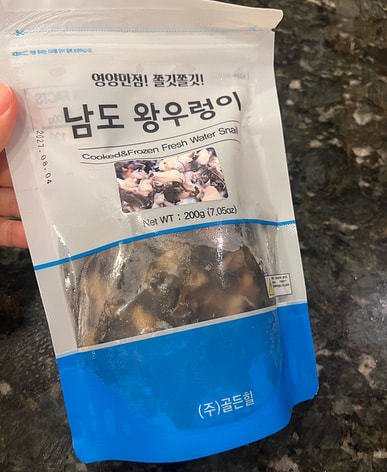 영양만점! 쫄깃쫄깃!
남도 왕우렁이
Cooked&Frozen Fresh Water Snail
Net WT : 200g (7.05oz)
2027. 08. 04
(주)골든힐